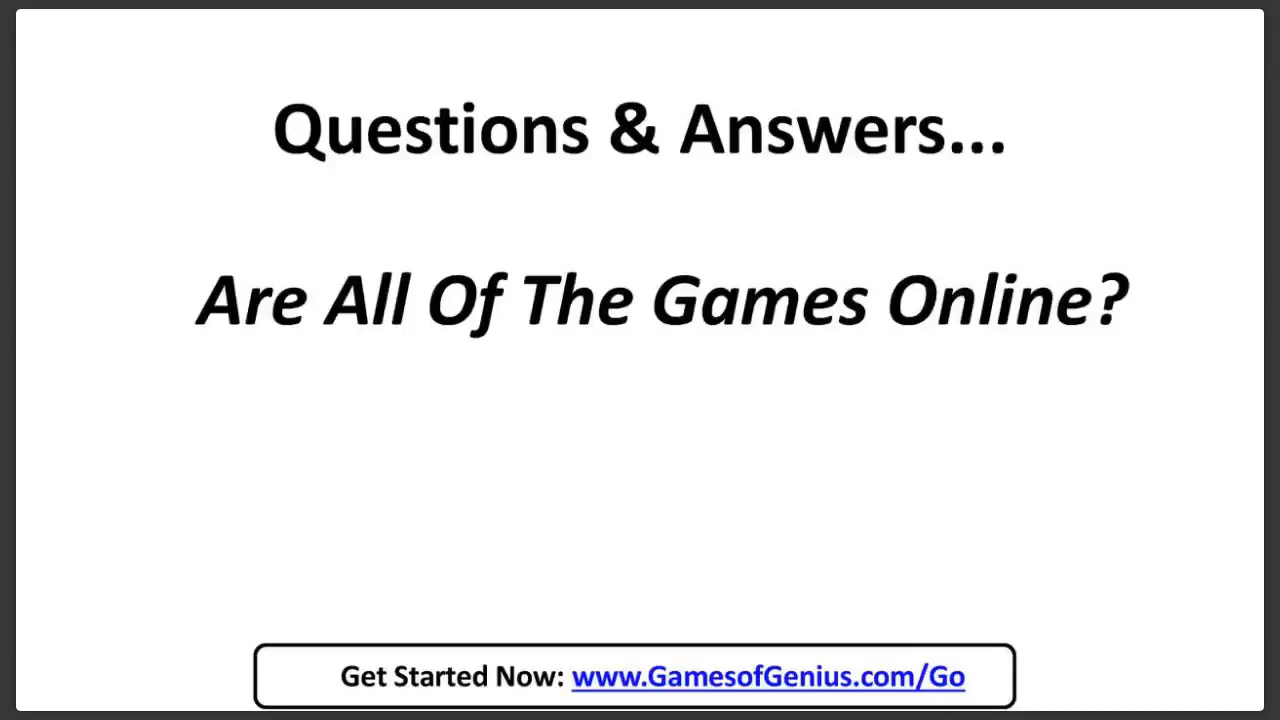 Questions & Answers...
Are All Of The Games Online?
Get Started Now: www.GamesofGenius.com/Go